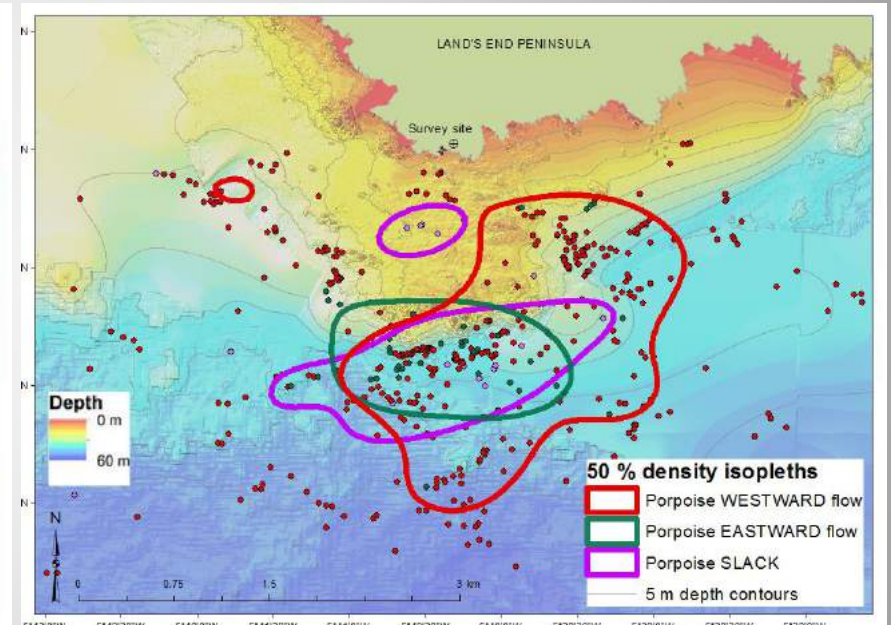 LAND'S END PENINSULA
Survey site
Depth
0 m
60 m
N
0 0.75 1.5 3 km
50 % density isopleths
Porpoise WESTWARD flow
Porpoise EASTWARD flow
Porpoise SLACK
5 m depth contours